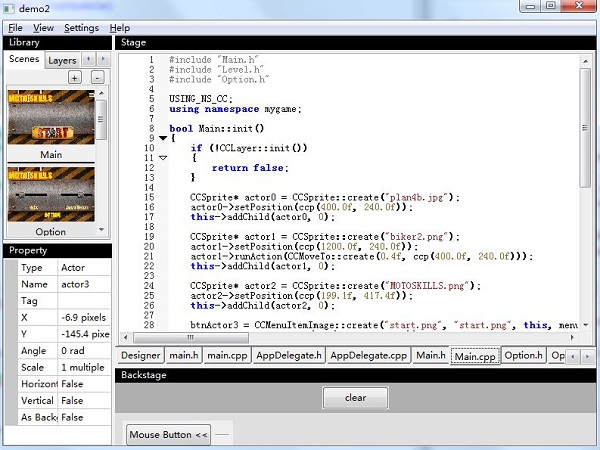 demo2
File View Settings Help
Library
Scenes Layers
+ -
MOTOSKILLS
START
Main
OPTION
Option
Property
Type Actor
Name actor3
Tag
X -6.9 pixels
Y -145.4 pixe
Angle 0 rad
Scale 1 multiple
Horizon False
Vertical False
As Back False
Stage
1 #include "Main.h"
2 #include "Level.h"
3 #include "Option.h"
4
5 USING_NS_CC;
6 using namespace mygame;
7
8 bool Main::init()
9 {
10 if (!CCLayer::init())
11 {
12 return false;
13 }
14
15 CCSprite* actor0 = CCSprite::create("plan4b.jpg");
16 actor0->setPosition(ccp(400.0f, 240.0f));
17 this->addChild(actor0, 0);
18
19 CCSprite* actor1 = CCSprite::create("biker2.png");
20 actor1->setPosition(ccp(1200.0f, 240.0f));
21 actor1->runAction(CCMoveTo::create(0.4f, ccp(400.0f, 240.0f)));
22 this->addChild(actor1, 0);
23
24 CCSprite* actor2 = CCSprite::create("MOTOSKILLS.png");
25 actor2->setPosition(ccp(199.1f, 417.4f));
26 this->addChild(actor2, 0);
27
28 btnActor3 = CCMenuItemImage::create("start.png", "start.png", this, menu
Designer main.h main.cpp AppDelegate.h AppDelegate.cpp Main.h Main.cpp Option.h Op
Backstage
clear
Mouse Button <<